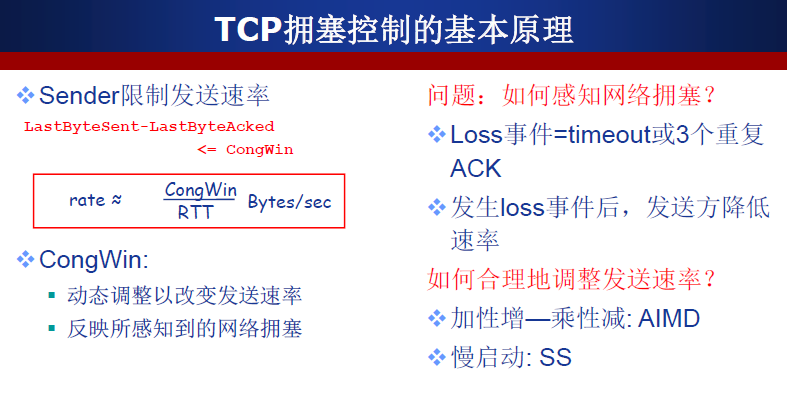 TCP拥塞控制的基本原理
Sender限制发送速率
LastByteSent-LastByteAcked
<= CongWin
rate ≈ CongWin Bytes/sec
RTT
CongWin:
动态调整以改变发送速率
反映所感知到的网络拥塞
问题：如何感知网络拥塞？
Loss事件=timeout或3个重复
ACK
发生loss事件后，发送方降低
速率
如何合理地调整发送速率？
加性增—乘性减: AIMD
慢启动: SS